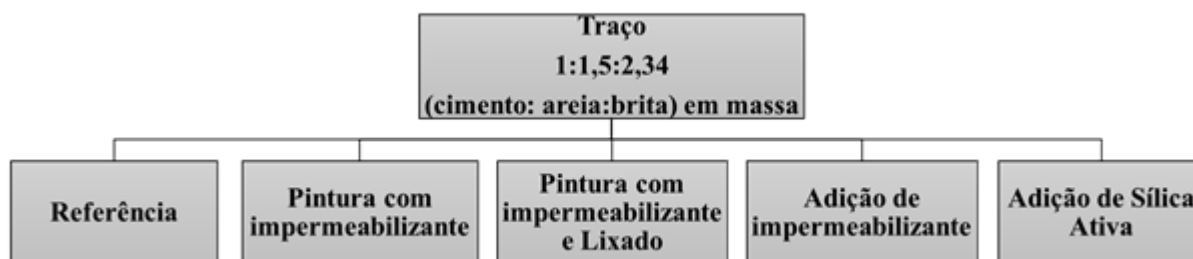 Traço
1:1,5:2,34
(cimento: areia:brita) em massa
Referência
Pintura com
impermeabilizante
Pintura com
impermeabilizante
e Lixado
Adição de
impermeabilizante
Adição de Sílica
Ativa